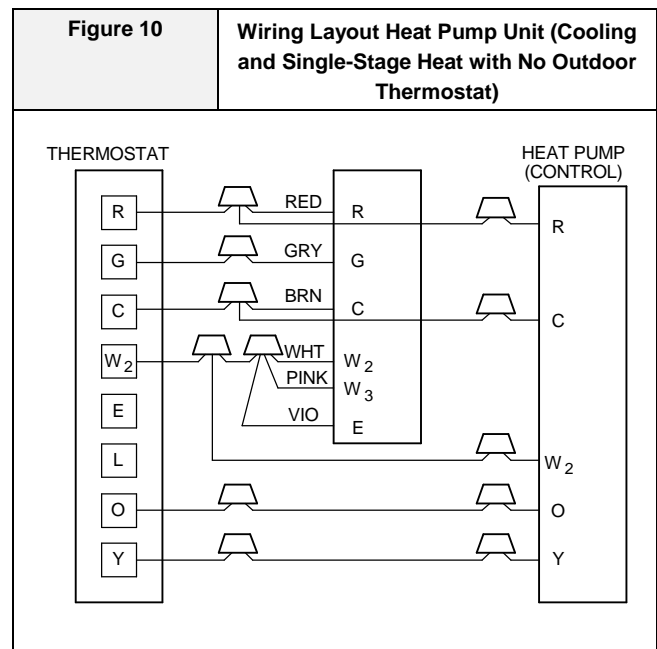 Figure 10
Wiring Layout Heat Pump Unit (Cooling
and Single-Stage Heat with No Outdoor
Thermostat)
THERMOSTAT
HEAT PUMP
(CONTROL)
R
RED
R
R
G
GRY
G
C
BRN
C
C
W2
WHT
W2
PINK
W3
E
VIO
E
L
W2
O
O
Y
Y